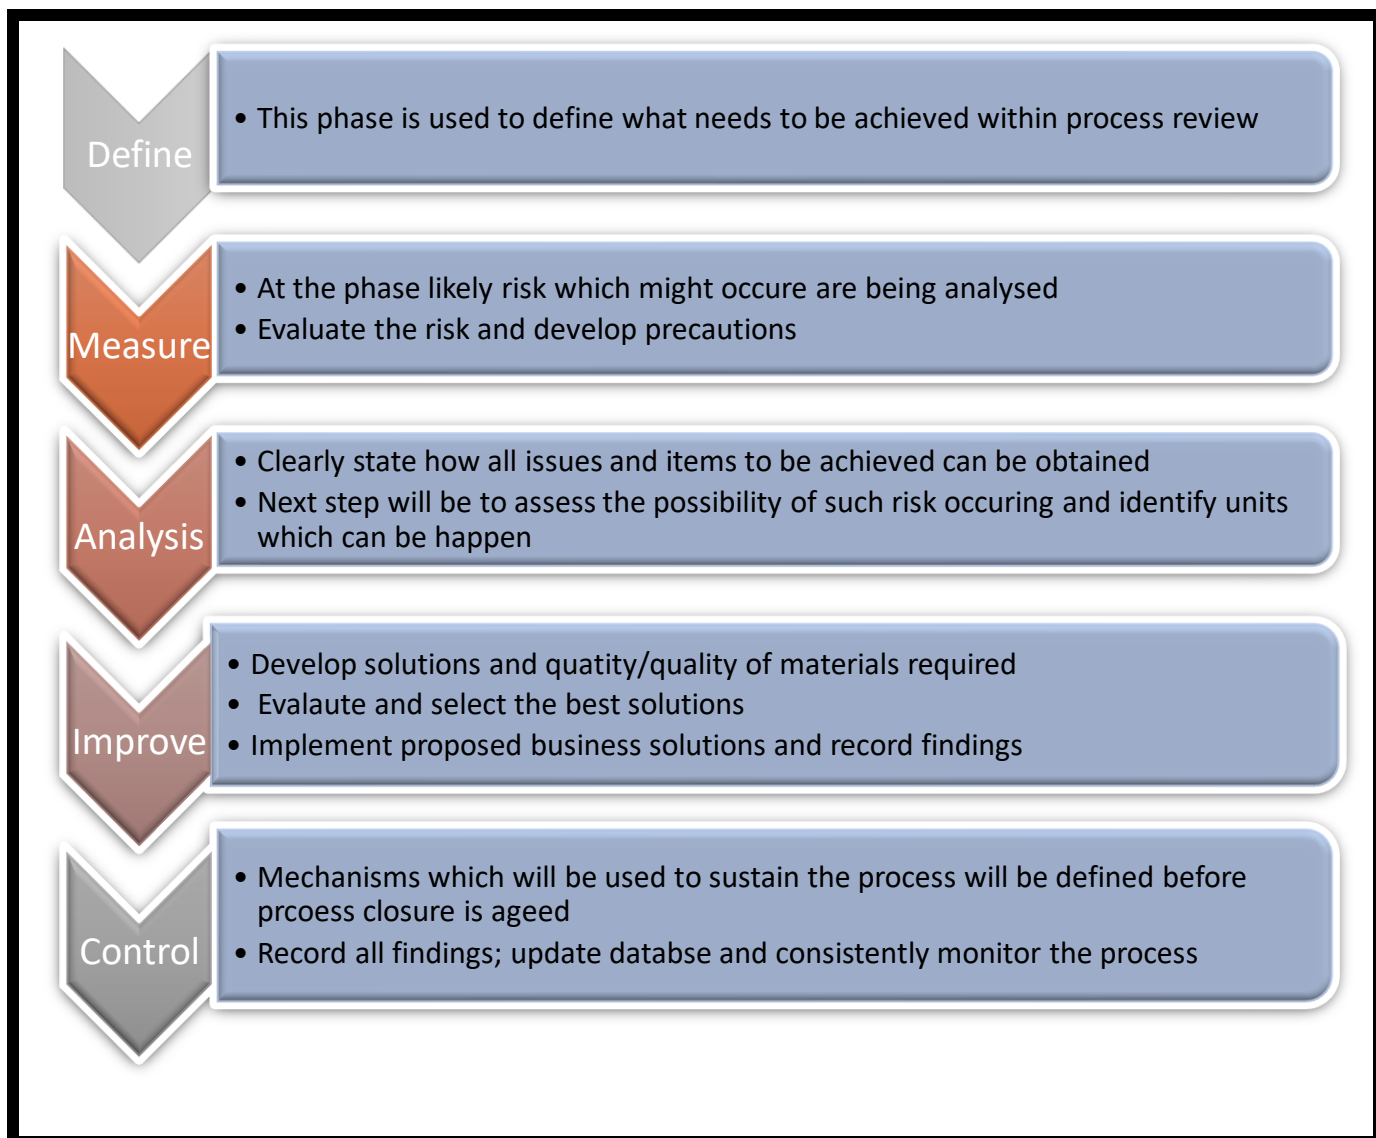 Define
• This phase is used to define what needs to be achieved within process review
Measure
• At the phase likely risk which might occure are being analysed
• Evaluate the risk and develop precautions
Analysis
• Clearly state how all issues and items to be achieved can be obtained
• Next step will be to assess the possibility of such risk occuring and identify units
which can be happen
Improve
• Develop solutions and quatity/quality of materials required
• Evalaute and select the best solutions
• Implement proposed business solutions and record findings
Control
• Mechanisms which will be used to sustain the process will be defined before
prcoess closure is ageed
• Record all findings; update databse and consistently monitor the process